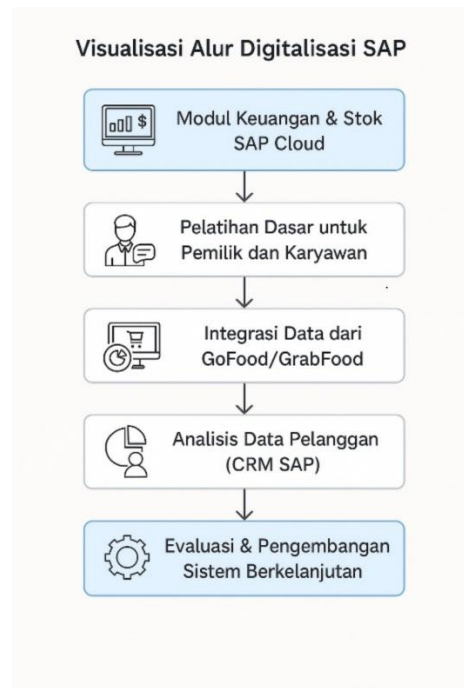 Visualisasi Alur Digitalisasi SAP
Modul Keuangan & Stok
SAP Cloud
Pelatihan Dasar untuk
Pemilik dan Karyawan
Integrasi Data dari
GoFood/GrabFood
Analisis Data Pelanggan
(CRM SAP)
Evaluasi & Pengembangan
Sistem Berkelanjutan